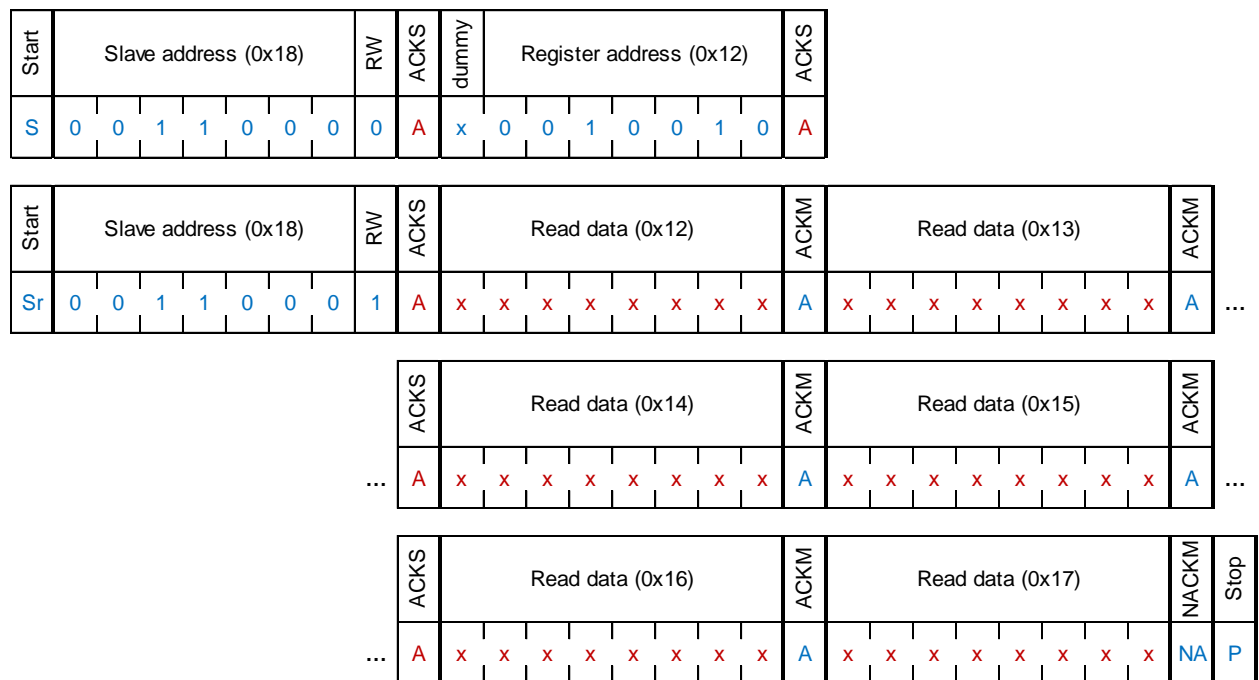 Start Slave address (0x18) RW ACKS dummy Register address (0x12) ACKS
S 0 0 1 1 0 0 0 0 A x 0 0 1 0 0 1 0 A
Start Slave address (0x18) RW ACKS Read data (0x12) ACKM Read data (0x13) ACKM
Sr 0 0 1 1 0 0 0 1 A x x x x x x x x A x x x x x x x x A ...
ACKS Read data (0x14) ACKM Read data (0x15) ACKM
... A x x x x x x x x A x x x x x x x x A ...
ACKS Read data (0x16) ACKM Read data (0x17) NACKM Stop
... A x x x x x x x x A x x x x x x x x NA P